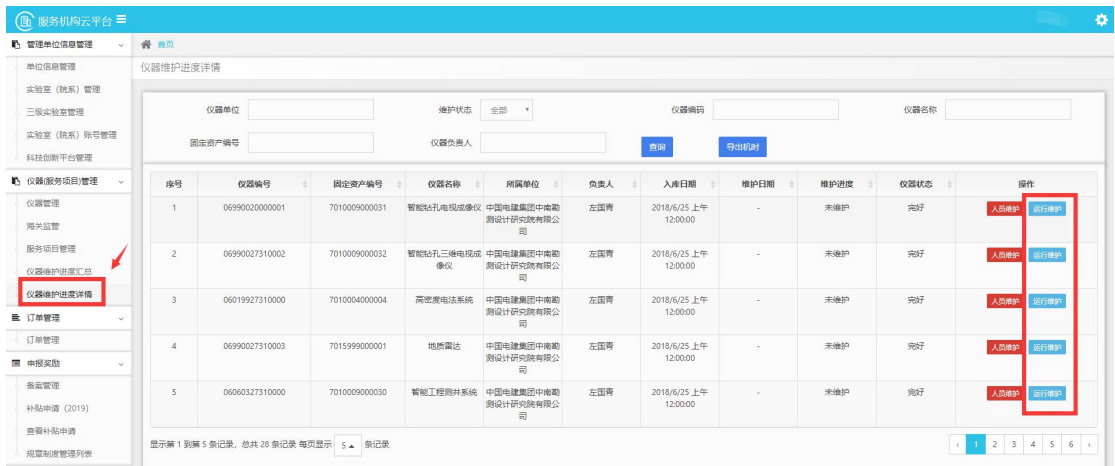 服务机构云平台
管理单位信息管理
单位信息管理
实验室（院系）管理
三级实验室管理
实验室（院系）账号管理
科技创新平台管理
仪器(服务项目)管理
仪器管理
海关监管
服务项目管理
仪器维护进度汇总
仪器维护进度详情
订单管理
订单管理
申报奖励
备案管理
补贴申请（2019）
查看补贴申请
规章制度管理列表
首页
仪器维护进度详情
仪器单位 维护状态 全部 仪器编码 仪器名称
固定资产编号 仪器负责人 查询 导出机时
序号 仪器编号 固定资产编号 仪器名称 所属单位 负责人 入库日期 维护日期 维护进度 仪器状态 操作
1 06990020000001 7010009000031 智能钻孔电视成像仪 中国电建集团中南勘 左国青 2018/6/25 上午 - 未维护 完好 人员维护 运行维护
测设计研究院有限公 12:00:00
司
2 06990027310002 7010009000032 智能钻孔三维电视成 中国电建集团中南勘 左国青 2018/6/25 上午 - 未维护 完好 人员维护 运行维护
像仪 测设计研究院有限公 12:00:00
司
3 06019927310000 7010004000004 高密度电法系统 中国电建集团中南勘 左国青 2018/6/25 上午 - 未维护 完好 人员维护 运行维护
测设计研究院有限公 12:00:00
司
4 06990027310003 7015999000001 地质雷达 中国电建集团中南勘 左国青 2018/6/25 上午 - 未维护 完好 人员维护 运行维护
测设计研究院有限公 12:00:00
司
5 06060327310000 7010009000030 智能工程测井系统 中国电建集团中南勘 左国青 2018/6/25 上午 - 未维护 完好 人员维护 运行维护
测设计研究院有限公 12:00:00
司
显示第 1 到第 5 条记录，总共 28 条记录 每页显示 5 条记录
‹ 1 2 3 4 5 6 ›